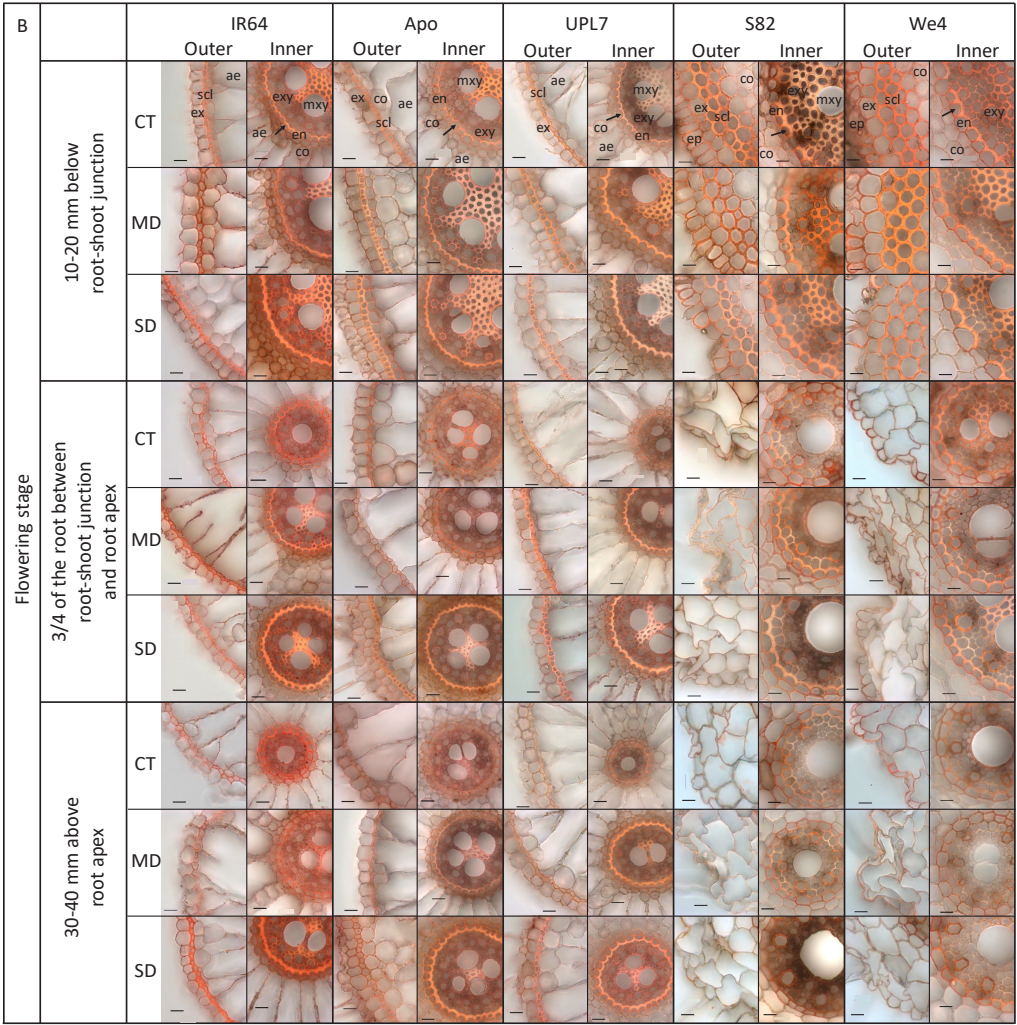 B
IR64 Apo UPL7 S82 We4
Outer Inner Outer Inner Outer Inner Outer Inner Outer Inner
Flowering stage
10-20 mm below
root-shoot junction
CT
ae scl ex
exy mxy ae en co
ex co ae scl
mxy en co exy ae
ae scl ex
mxy co exy en ae
co ex scl en ep
exy mxy en co
co ex scl ep
exy en co
MD
SD
3/4 of the root between
root-shoot junction
and root apex
CT
MD
SD
30-40 mm above
root apex
CT
MD
SD